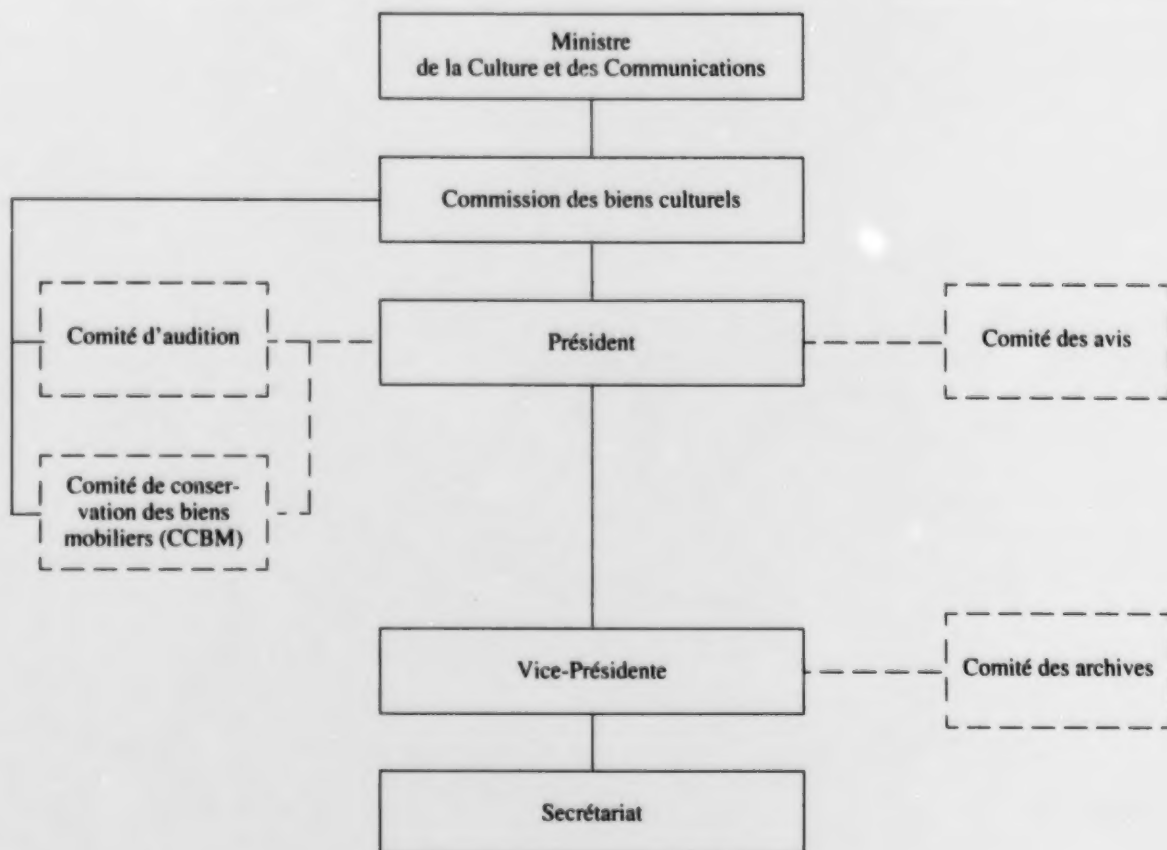 Ministre
de la Culture et des Communications
Commission des biens culturels
Comité d'audition
Président
Comité des avis
Comité de conser-
vation des biens
mobiliers (CCBM)
Vice-Présidente
Comité des archives
Secrétariat